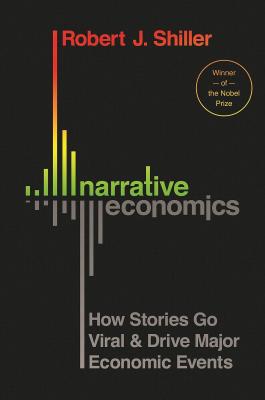 Robert J. Shiller
Winner
— of —
the Nobel
Prize
narrative
economics
How Stories Go
Viral & Drive Major
Economic Events